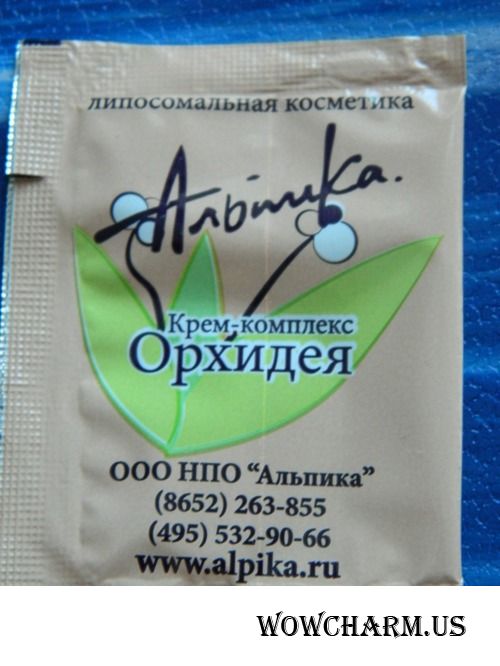 липосомальная косметика
Альпика.
Крем-комплекс
Орхидея
ООО НПО “Альпика”
(8652) 263-855
(495) 532-90-66
www.alpika.ru
WOWCHARM.US